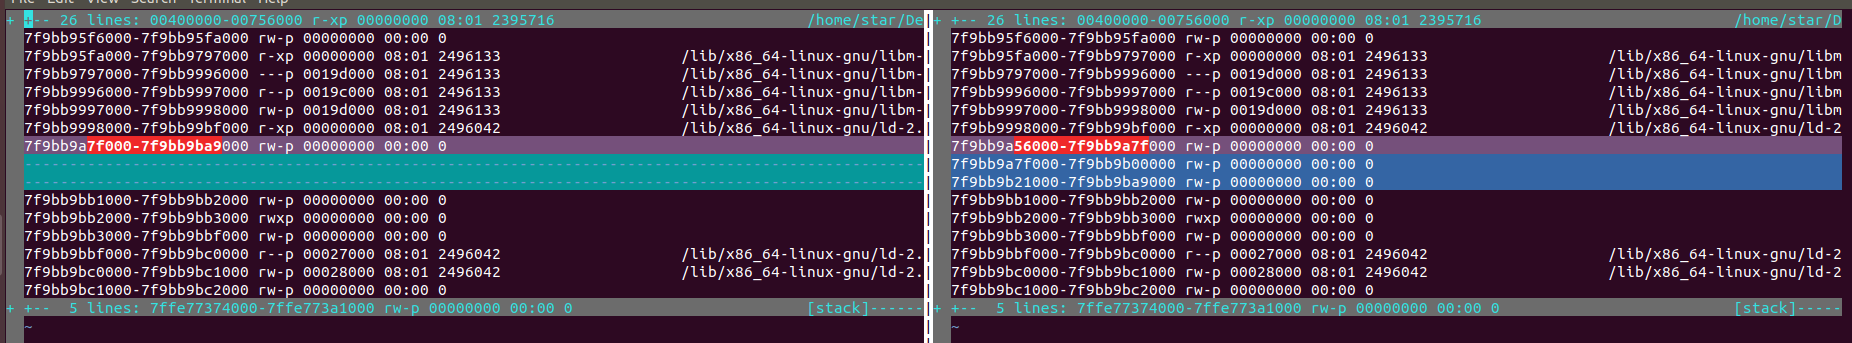 File Edit View Search Terminal Help
+ +-- 26 lines: 00400000-00756000 r-xp 00000000 08:01 2395716 /home/star/De
7f9bb95f6000-7f9bb95fa000 rw-p 00000000 00:00 0
7f9bb95fa000-7f9bb9797000 r-xp 00000000 08:01 2496133 /lib/x86_64-linux-gnu/libm-
7f9bb9797000-7f9bb9996000 ---p 0019d000 08:01 2496133 /lib/x86_64-linux-gnu/libm-
7f9bb9996000-7f9bb9997000 r--p 0019c000 08:01 2496133 /lib/x86_64-linux-gnu/libm-
7f9bb9997000-7f9bb9998000 rw-p 0019d000 08:01 2496133 /lib/x86_64-linux-gnu/libm-
7f9bb9998000-7f9bb99bf000 r-xp 00000000 08:01 2496042 /lib/x86_64-linux-gnu/ld-2.
7f9bb9a7f000-7f9bb9ba9000 rw-p 00000000 00:00 0
7f9bb9bb1000-7f9bb9bb2000 rw-p 00000000 00:00 0
7f9bb9bb2000-7f9bb9bb3000 rwxp 00000000 00:00 0
7f9bb9bb3000-7f9bb9bbf000 rw-p 00000000 00:00 0
7f9bb9bbf000-7f9bb9bc0000 r--p 00027000 08:01 2496042 /lib/x86_64-linux-gnu/ld-2.
7f9bb9bc0000-7f9bb9bc1000 rw-p 00028000 08:01 2496042 /lib/x86_64-linux-gnu/ld-2.
7f9bb9bc1000-7f9bb9bc2000 rw-p 00000000 00:00 0
+ +-- 5 lines: 7ffe77374000-7ffe773a1000 rw-p 00000000 00:00 0 [stack]------
~
+ +-- 26 lines: 00400000-00756000 r-xp 00000000 08:01 2395716 /home/star/D
7f9bb95f6000-7f9bb95fa000 rw-p 00000000 00:00 0
7f9bb95fa000-7f9bb9797000 r-xp 00000000 08:01 2496133 /lib/x86_64-linux-gnu/libm
7f9bb9797000-7f9bb9996000 ---p 0019d000 08:01 2496133 /lib/x86_64-linux-gnu/libm
7f9bb9996000-7f9bb9997000 r--p 0019c000 08:01 2496133 /lib/x86_64-linux-gnu/libm
7f9bb9997000-7f9bb9998000 rw-p 0019d000 08:01 2496133 /lib/x86_64-linux-gnu/libm
7f9bb9998000-7f9bb99bf000 r-xp 00000000 08:01 2496042 /lib/x86_64-linux-gnu/ld-2
7f9bb9a56000-7f9bb9a7f000 rw-p 00000000 00:00 0
7f9bb9a7f000-7f9bb9b00000 rw-p 00000000 00:00 0
7f9bb9b21000-7f9bb9ba9000 rw-p 00000000 00:00 0
7f9bb9bb1000-7f9bb9bb2000 rw-p 00000000 00:00 0
7f9bb9bb2000-7f9bb9bb3000 rwxp 00000000 00:00 0
7f9bb9bb3000-7f9bb9bbf000 rw-p 00000000 00:00 0
7f9bb9bbf000-7f9bb9bc0000 r--p 00027000 08:01 2496042 /lib/x86_64-linux-gnu/ld-2
7f9bb9bc0000-7f9bb9bc1000 rw-p 00028000 08:01 2496042 /lib/x86_64-linux-gnu/ld-2
7f9bb9bc1000-7f9bb9bc2000 rw-p 00000000 00:00 0
+ +-- 5 lines: 7ffe77374000-7ffe773a1000 rw-p 00000000 00:00 0 [stack]-----
~